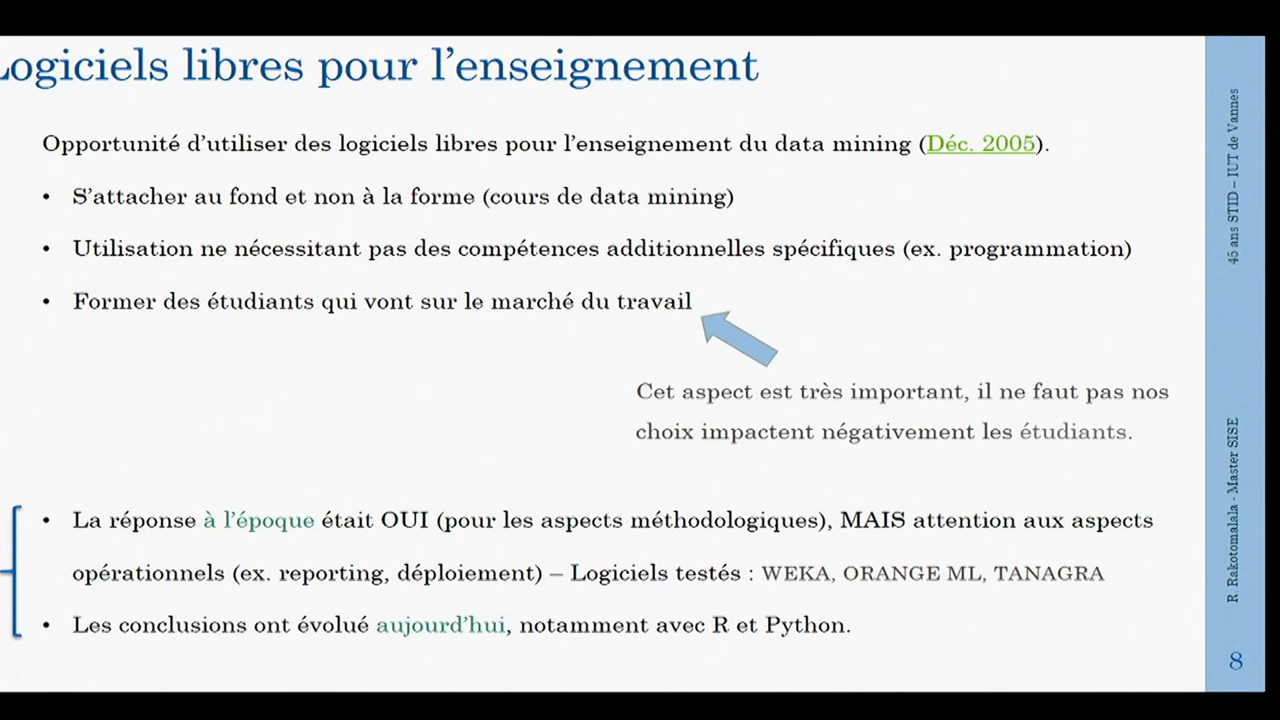 Logiciels libres pour l'enseignement
Opportunité d'utiliser des logiciels libres pour l'enseignement du data mining (Déc. 2005).
• S'attacher au fond et non à la forme (cours de data mining)
• Utilisation ne nécessitant pas des compétences additionnelles spécifiques (ex. programmation)
• Former des étudiants qui vont sur le marché du travail
Cet aspect est très important, il ne faut pas nos
choix impactent négativement les étudiants.
• La réponse à l'époque était OUI (pour les aspects méthodologiques), MAIS attention aux aspects
opérationnels (ex. reporting, déploiement) – Logiciels testés : WEKA, ORANGE ML, TANAGRA
• Les conclusions ont évolué aujourd'hui, notamment avec R et Python.
45 ans STID – IUT de Vannes
R. Rakotomalala - Master SISE
8